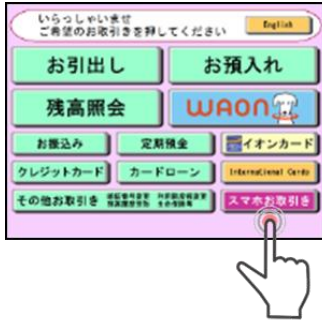 いらっしゃいませ
ご希望のお取引きを押してください
English
お引出し
お預入れ
残高照会
WAON
お振込み
定期預金
イオンカード
クレジットカード
カードローン
International Cards
その他お取引き
スマホお取引き